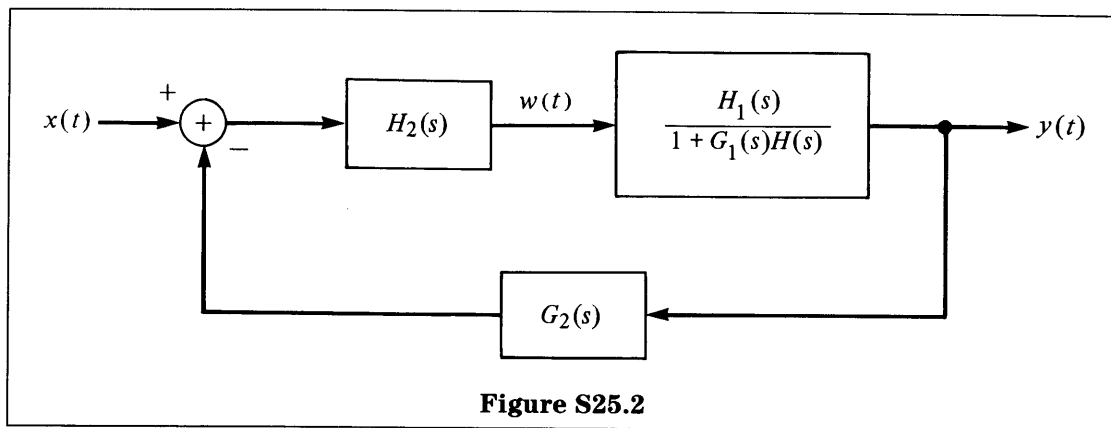 +
x(t)
+
−
H₂(s)
w(t)
H₁(s)
1 + G₁(s)H(s)
y(t)
G₂(s)
Figure S25.2